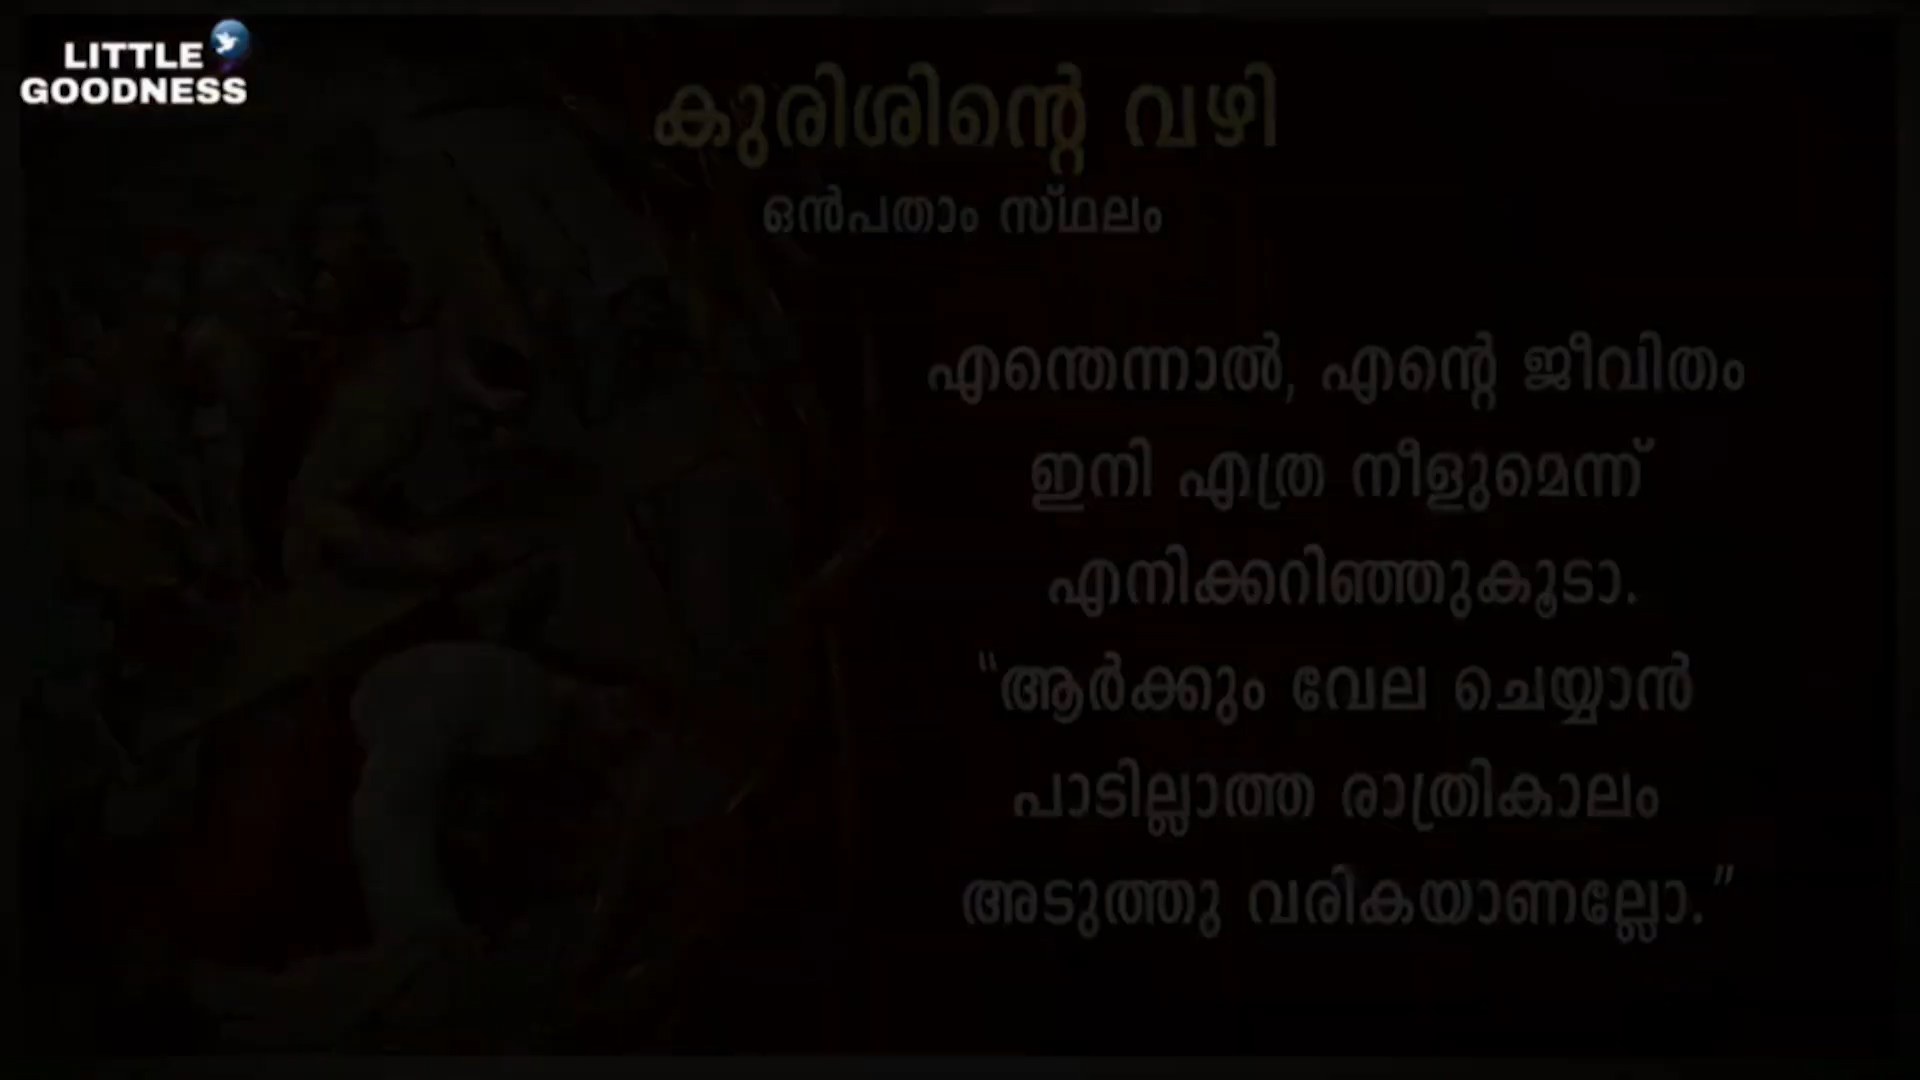 LITTLE
GOODNESS
കുരിശിന്റെ വഴി
ഒൻപതാം സ്ഥലം
എന്തെന്നാൽ, എന്റെ ജീവിതം
ഇനി എത്ര നീളുമെന്ന്
എനിക്കറിഞ്ഞുകൂടാ.
“ആർക്കും വേല ചെയ്യാൻ
പാടില്ലാത്ത രാത്രികാലം
അടുത്തു വരികയാണല്ലോ.”